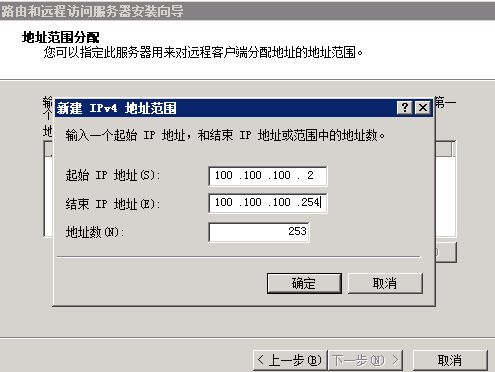 路由和远程访问服务器安装向导
地址范围分配
您可以指定此服务器用来对远程客户端分配地址的地址范围。
第一
新建 IPv4 地址范围
输入一个起始 IP 地址，和结束 IP 地址或范围中的地址数。
起始 IP 地址(S): 100 .100 .100 . 2
结束 IP 地址(E): 100 .100 .100 .254
地址数(N): 253
确定 取消
< 上一步(B) 下一步(N) > 取消